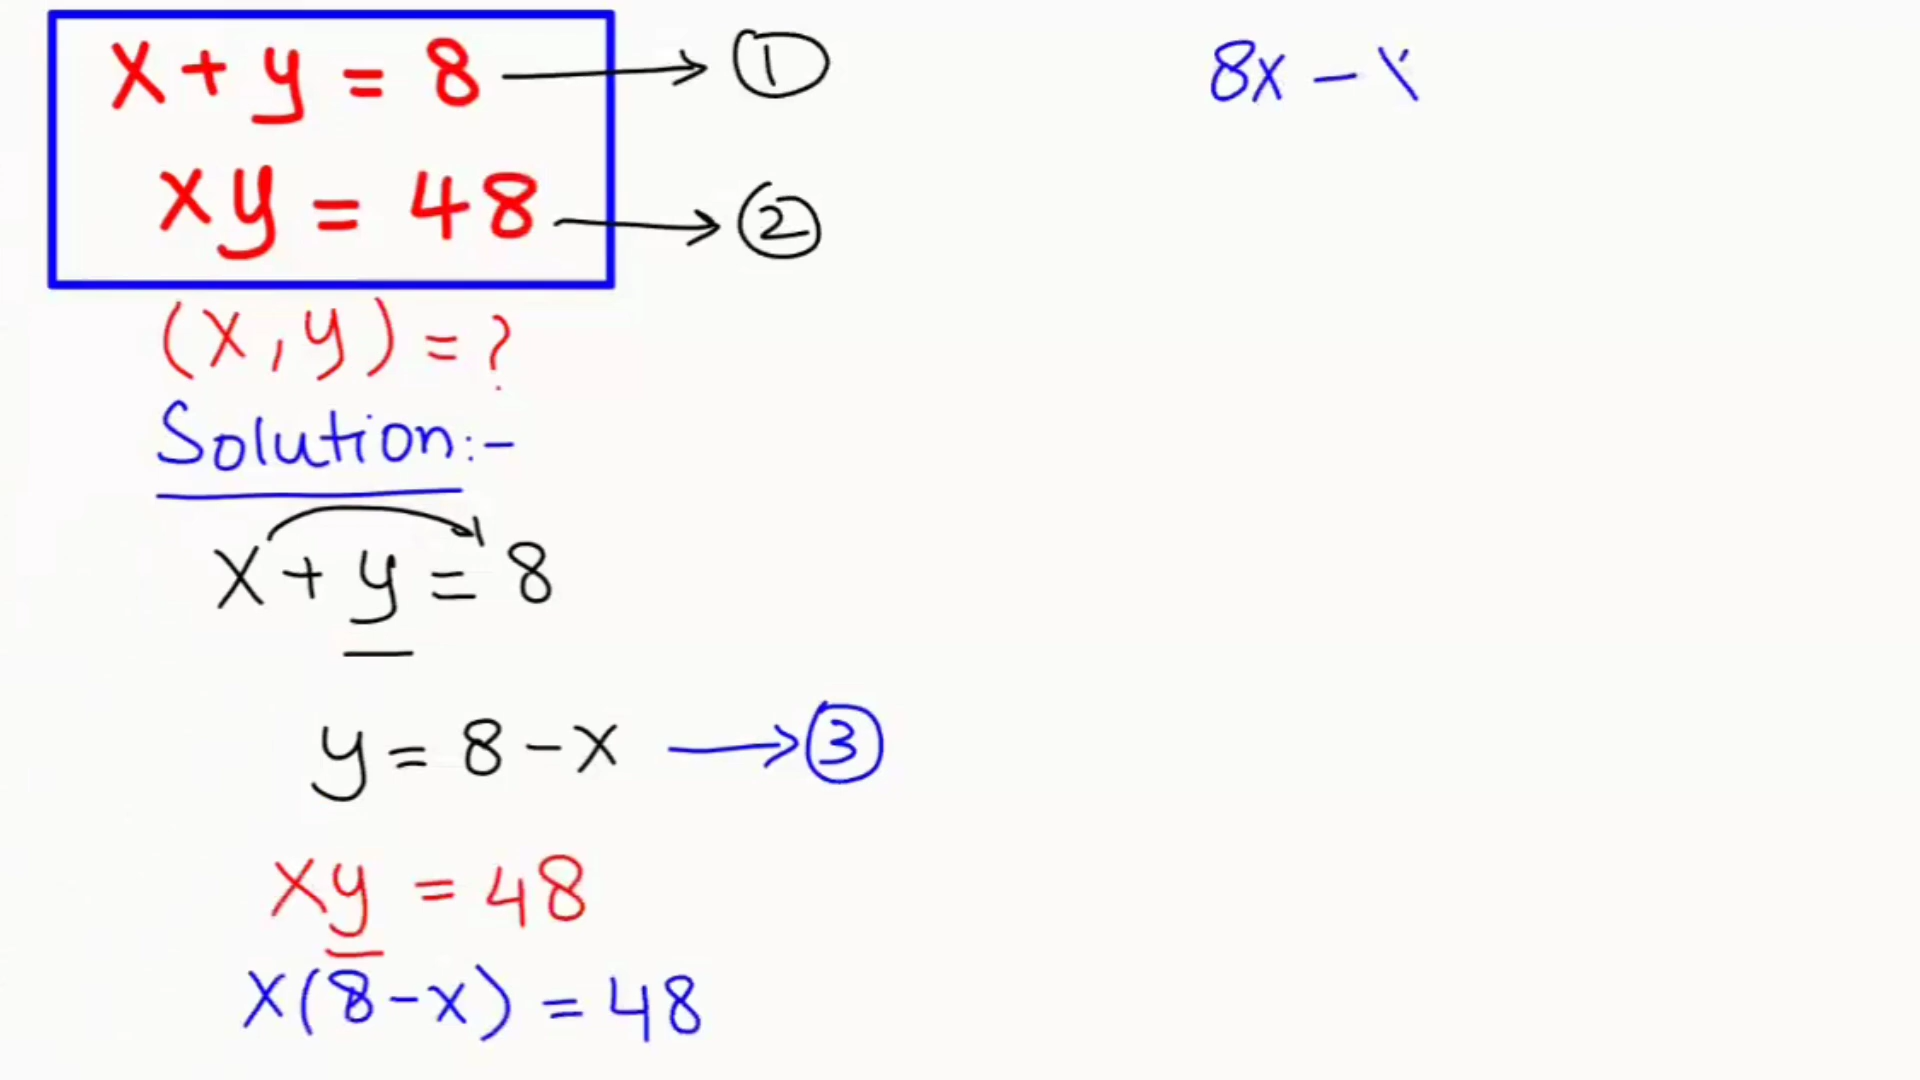 x + y = 8 → ①
xy = 48 → ②
(x, y) = ?
Solution:-
x + y = 8
y = 8 - x → ③
xy = 48
x(8 - x) = 48
8x -